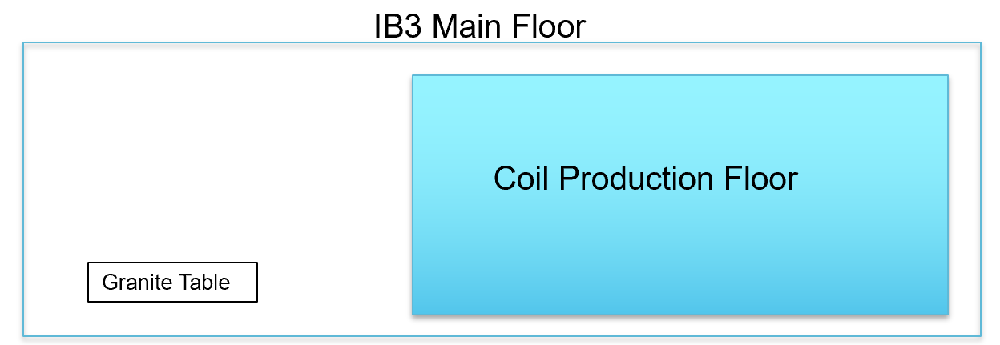 IB3 Main Floor
Coil Production Floor
Granite Table